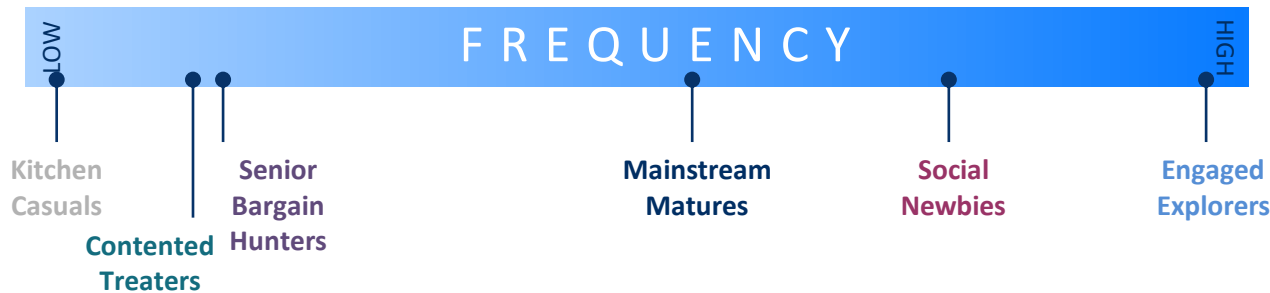 LOW
FREQUENCY
HIGH
Kitchen
Casuals
Contented
Treaters
Senior
Bargain
Hunters
Mainstream
Matures
Social
Newbies
Engaged
Explorers